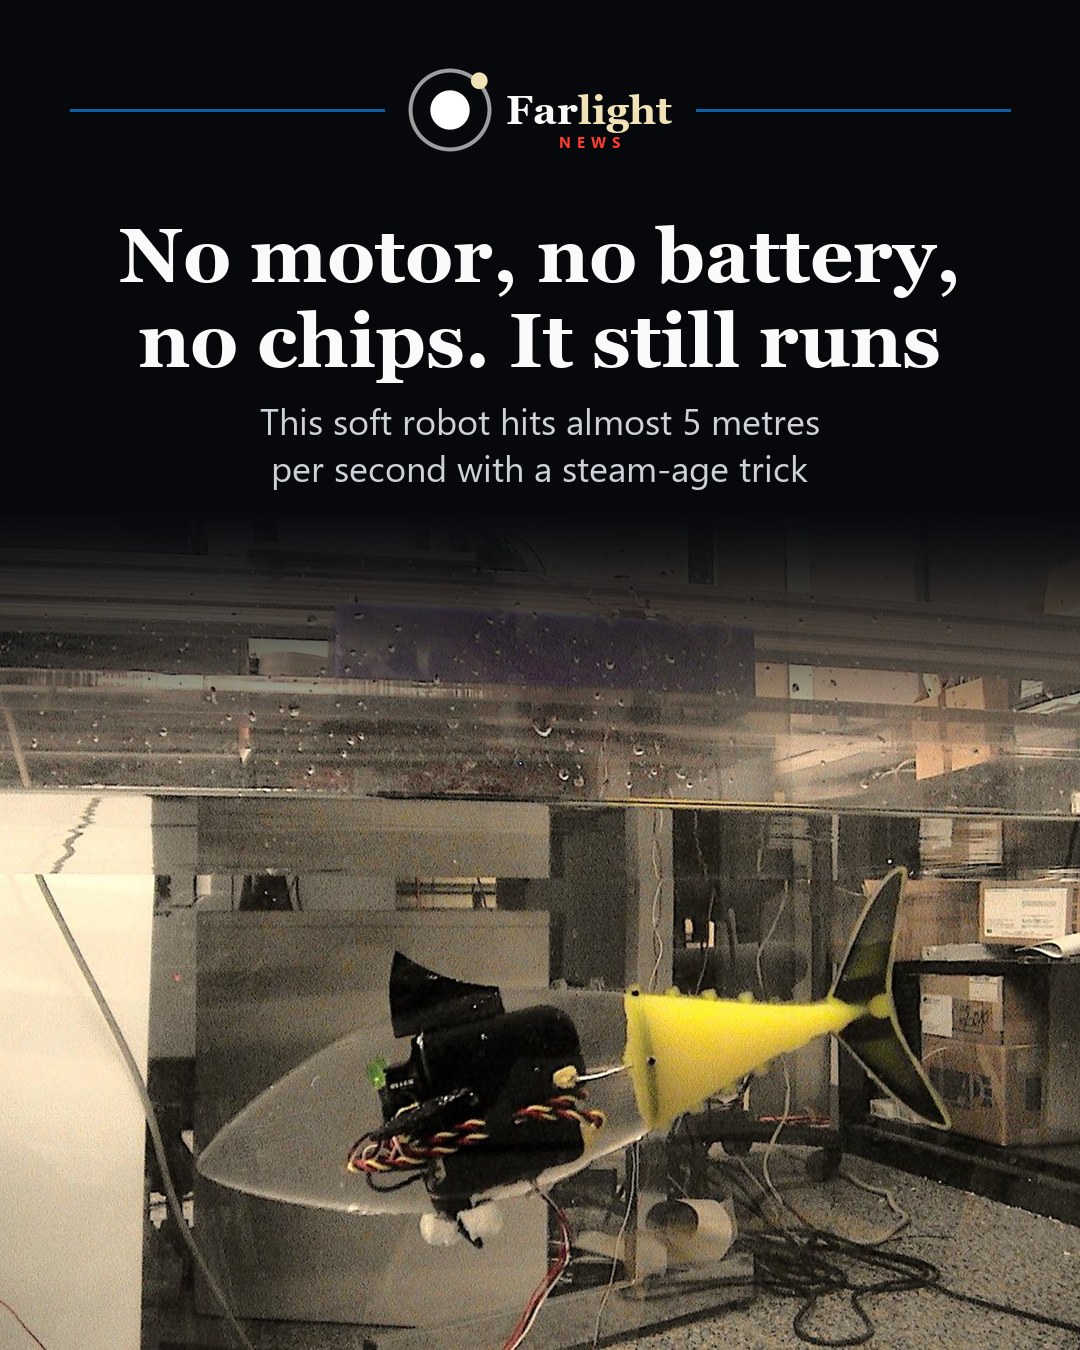 Farlight
NEWS
No motor, no battery,
no chips. It still runs
This soft robot hits almost 5 metres
per second with a steam-age trick